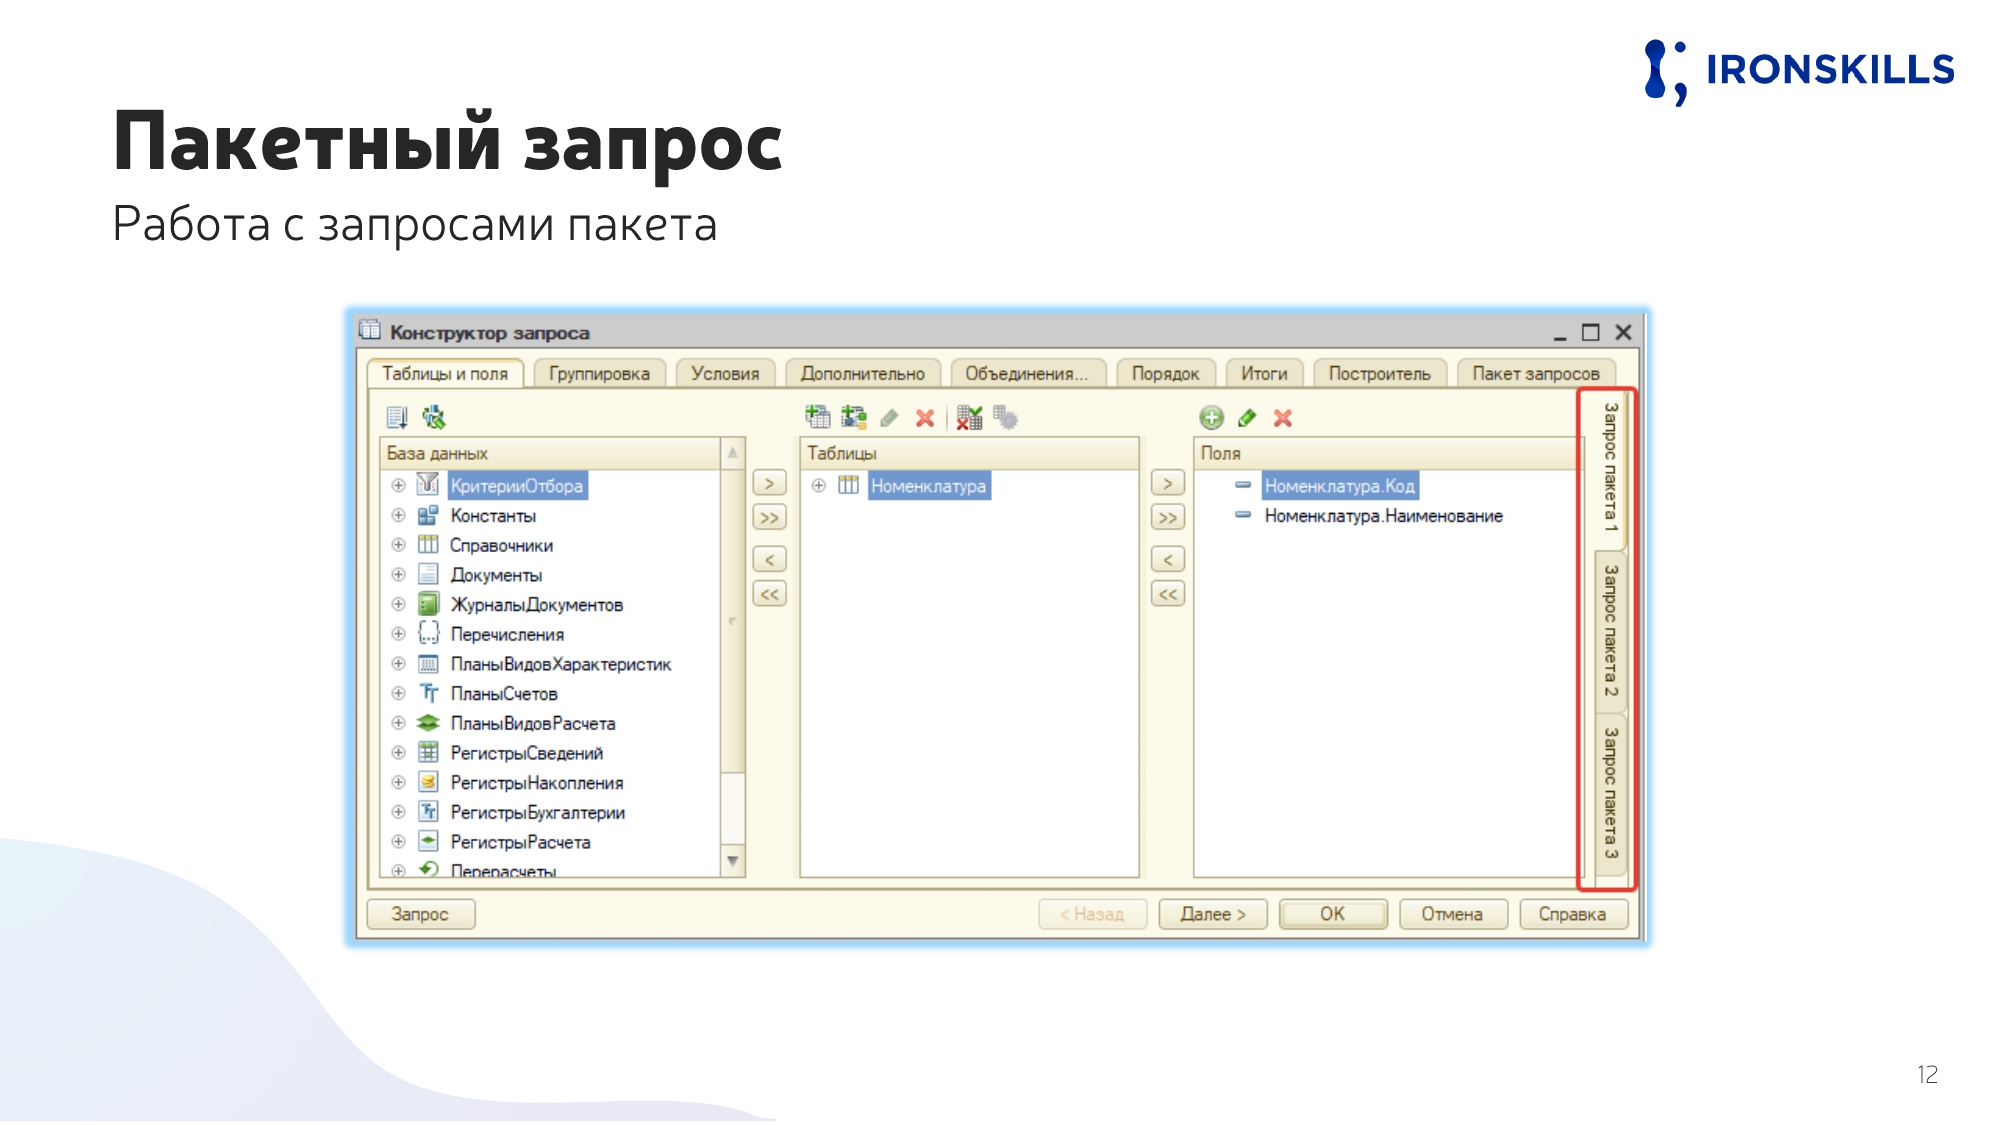 IRONSKILLS
Пакетный запрос
Работа с запросами пакета
Конструктор запроса
Таблицы и поля
Группировка
Условия
Дополнительно
Объединения...
Порядок
Итоги
Построитель
Пакет запросов
База данных
КритерииОтбора
Константы
Справочники
Документы
ЖурналыДокументов
Перечисления
ПланыВидовХарактеристик
ПланыСчетов
ПланыВидовРасчета
РегистрыСведений
РегистрыНакопления
РегистрыБухгалтерии
РегистрыРасчета
Перерасчеты
>
>>
<
<<
Таблицы
Номенклатура
>
>>
<
<<
Поля
Номенклатура.Код
Номенклатура.Наименование
Запрос пакета 1
Запрос пакета 2
Запрос пакета 3
Запрос
< Назад
Далее >
OK
Отмена
Справка
12